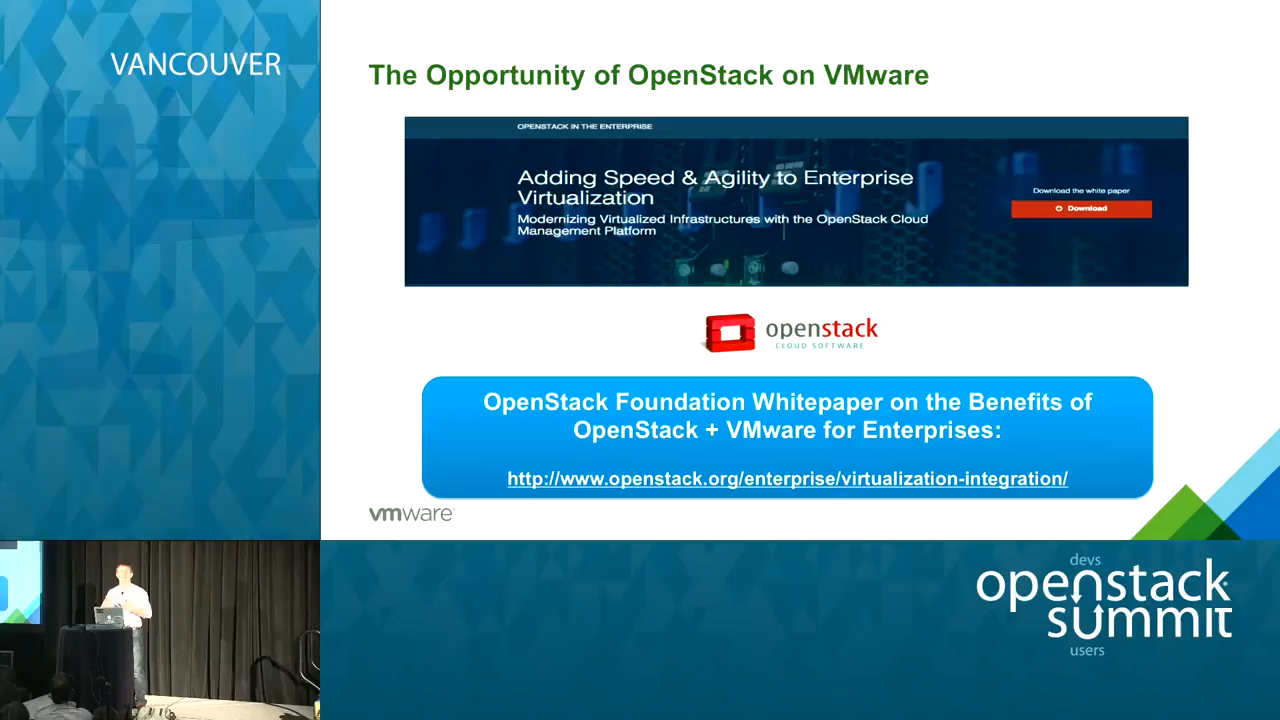 VANCOUVER
The Opportunity of OpenStack on VMware
OPENSTACK IN THE ENTERPRISE
Adding Speed & Agility to Enterprise
Virtualization
Modernizing Virtualized Infrastructures with the OpenStack Cloud
Management Platform
Download the white paper
Download
openstack
CLOUD SOFTWARE
OpenStack Foundation Whitepaper on the Benefits of
OpenStack + VMware for Enterprises:
http://www.openstack.org/enterprise/virtualization-integration/
vmware
devs
openstack
summit
users